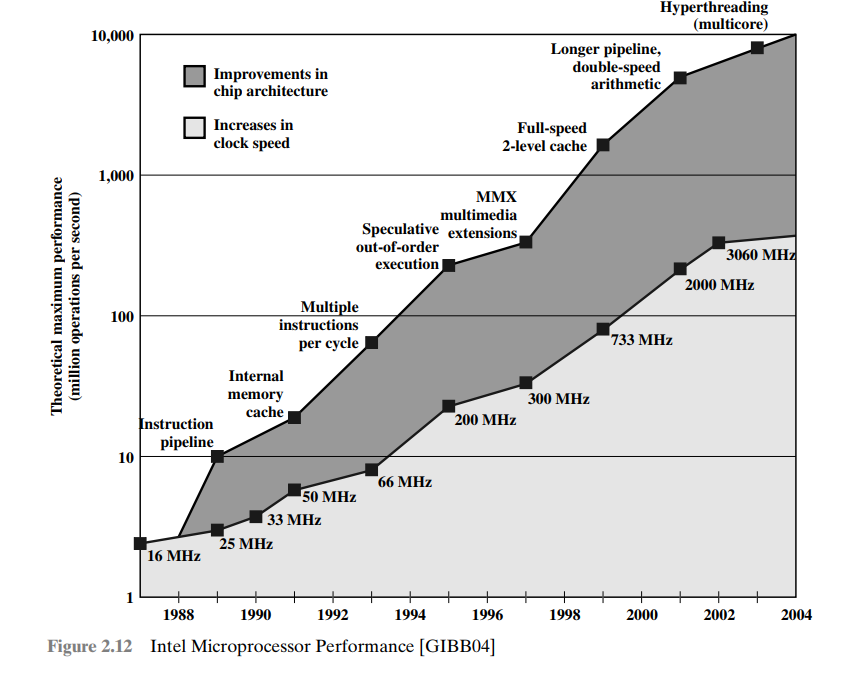 Hyperthreading
(multicore)
10,000
Longer pipeline,
double-speed
arithmetic
Improvements in
chip architecture
Increases in
clock speed
Full-speed
2-level cache
1,000
MMX
multimedia
extensions
Speculative
out-of-order
execution
3060 MHz
2000 MHz
Multiple
instructions
per cycle
100
733 MHz
Internal
memory
cache
300 MHz
200 MHz
Instruction
pipeline
10
66 MHz
50 MHz
33 MHz
25 MHz
16 MHz
1
Theoretical maximum performance
(million operations per second)
1988 1990 1992 1994 1996 1998 2000 2002 2004
Figure 2.12 Intel Microprocessor Performance [GIBB04]